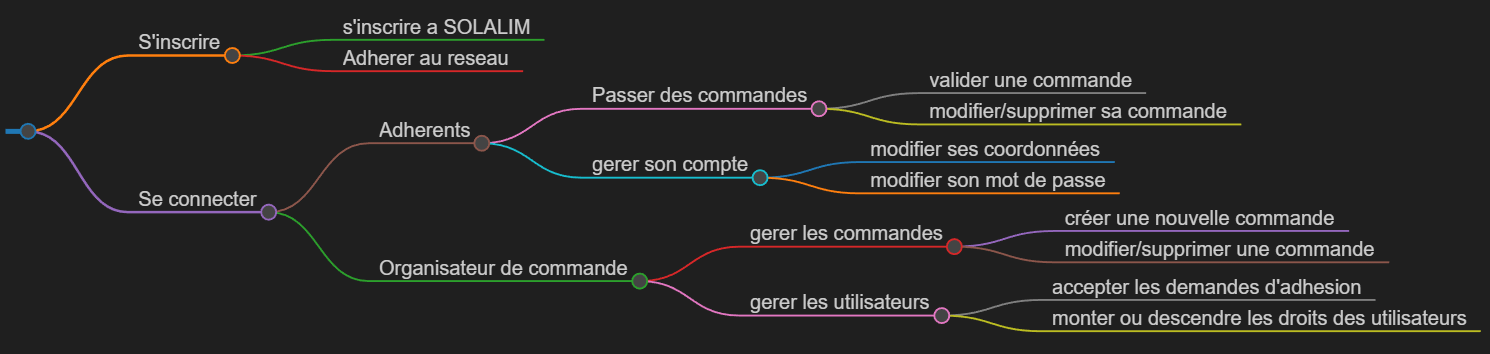 S'inscrire
s'inscrire a SOLALIM
Adherer au reseau
Se connecter
Adherents
Passer des commandes
valider une commande
modifier/supprimer sa commande
gerer son compte
modifier ses coordonnées
modifier son mot de passe
Organisateur de commande
gerer les commandes
créer une nouvelle commande
modifier/supprimer une commande
gerer les utilisateurs
accepter les demandes d'adhesion
monter ou descendre les droits des utilisateurs